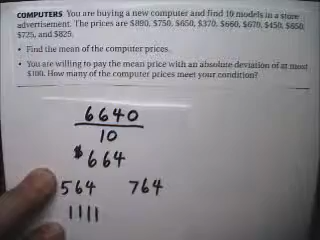 COMPUTERS You are buying a new computer and find 10 models in a store
advertisement. The prices are $890, $750, $650, $370, $660, $670, $450, $650,
$725, and $825.
• Find the mean of the computer prices.
• You are willing to pay the mean price with an absolute deviation of at most
$100. How many of the computer prices meet your condition?
6640
10
$664
564 764
||||